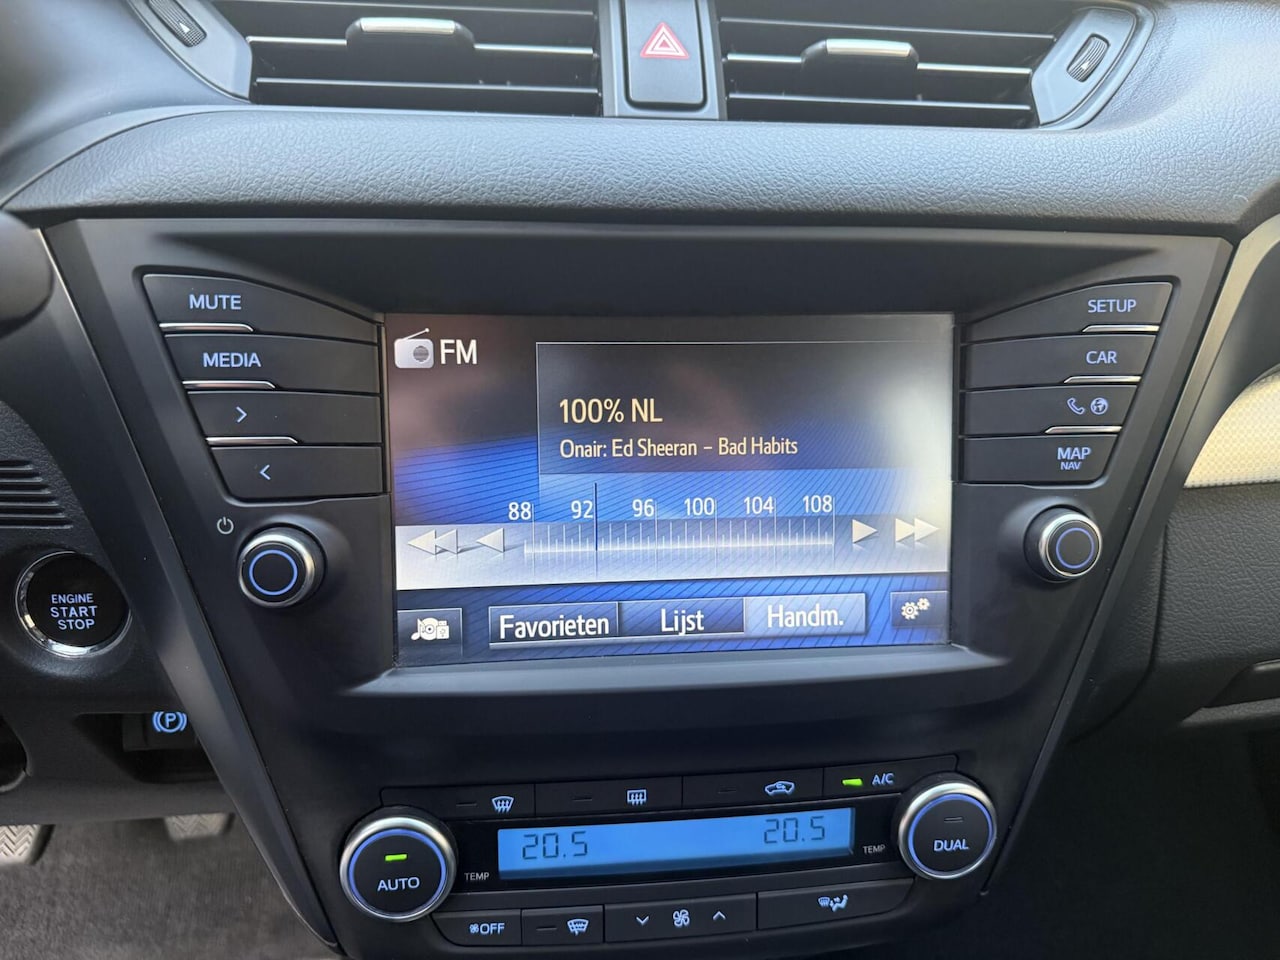 MUTE
MEDIA
>
<
SETUP
CAR
MAP
NAV
FM
100% NL
Onair: Ed Sheeran - Bad Habits
88 92 96 100 104 108
Favorieten Lijst Handm.
ENGINE
START
STOP
(P)
A/C
20.5 20.5
TEMP TEMP
AUTO
DUAL
OFF